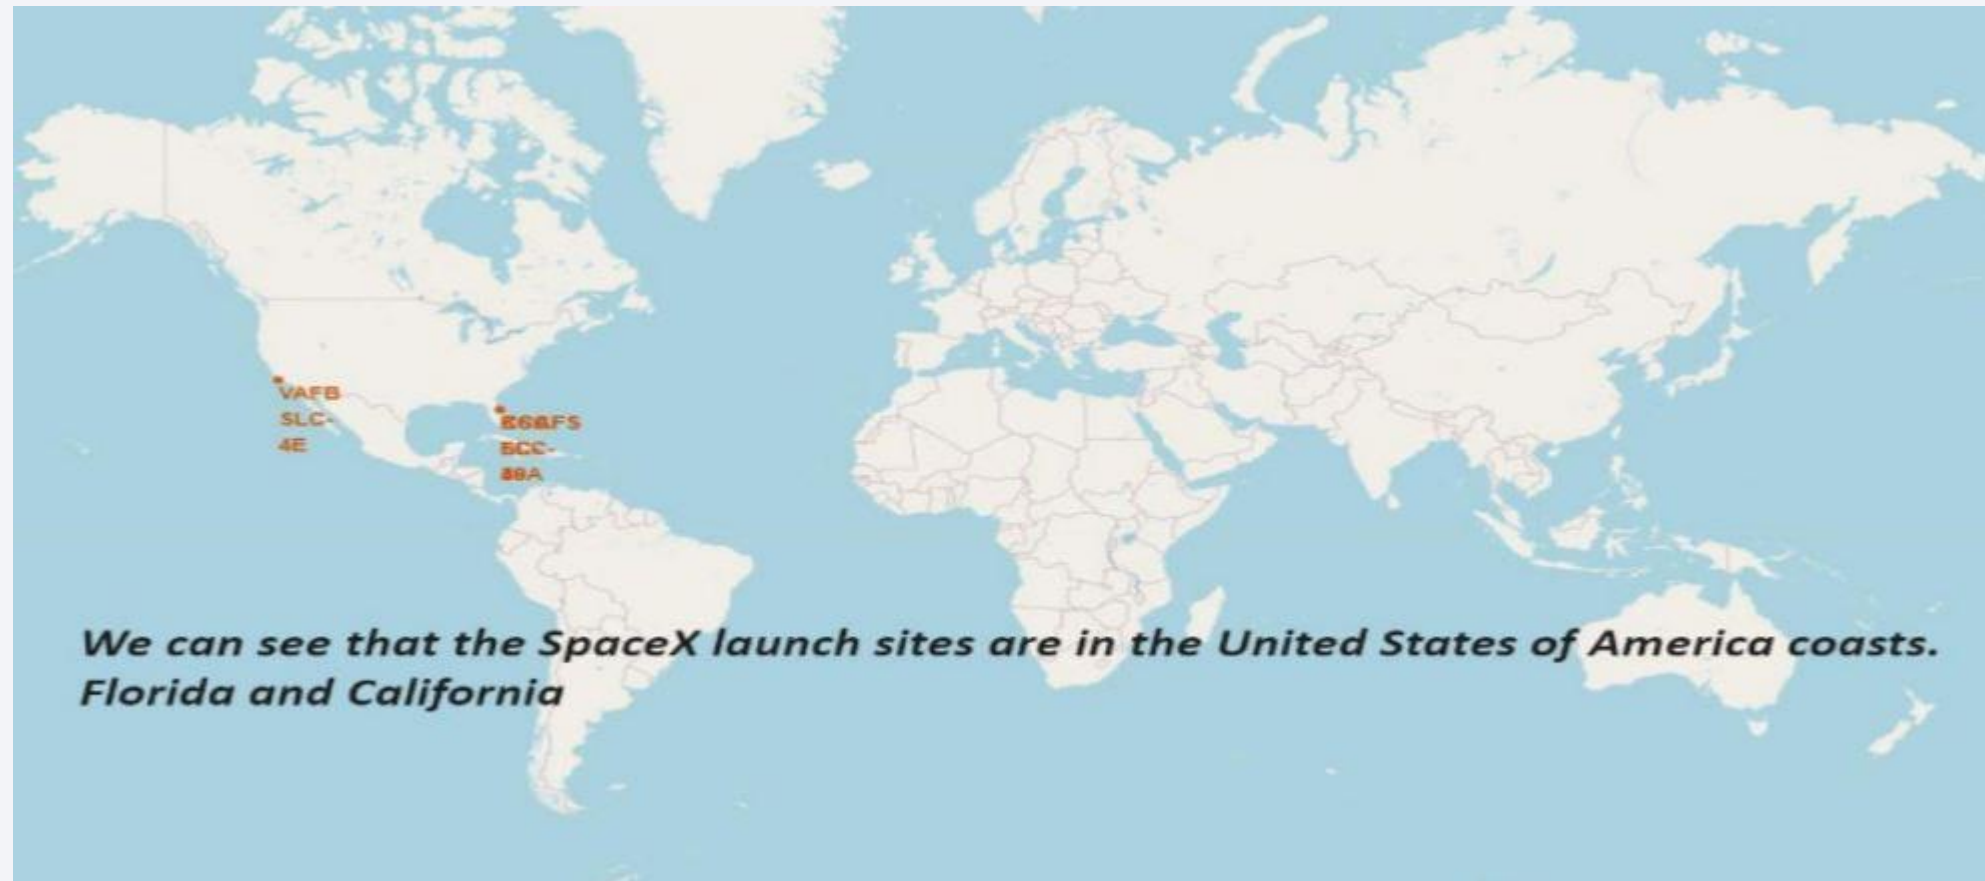 VAFB
SLC-
4E
We can see that the SpaceX launch sites are in the United States of America coasts.
Florida and California